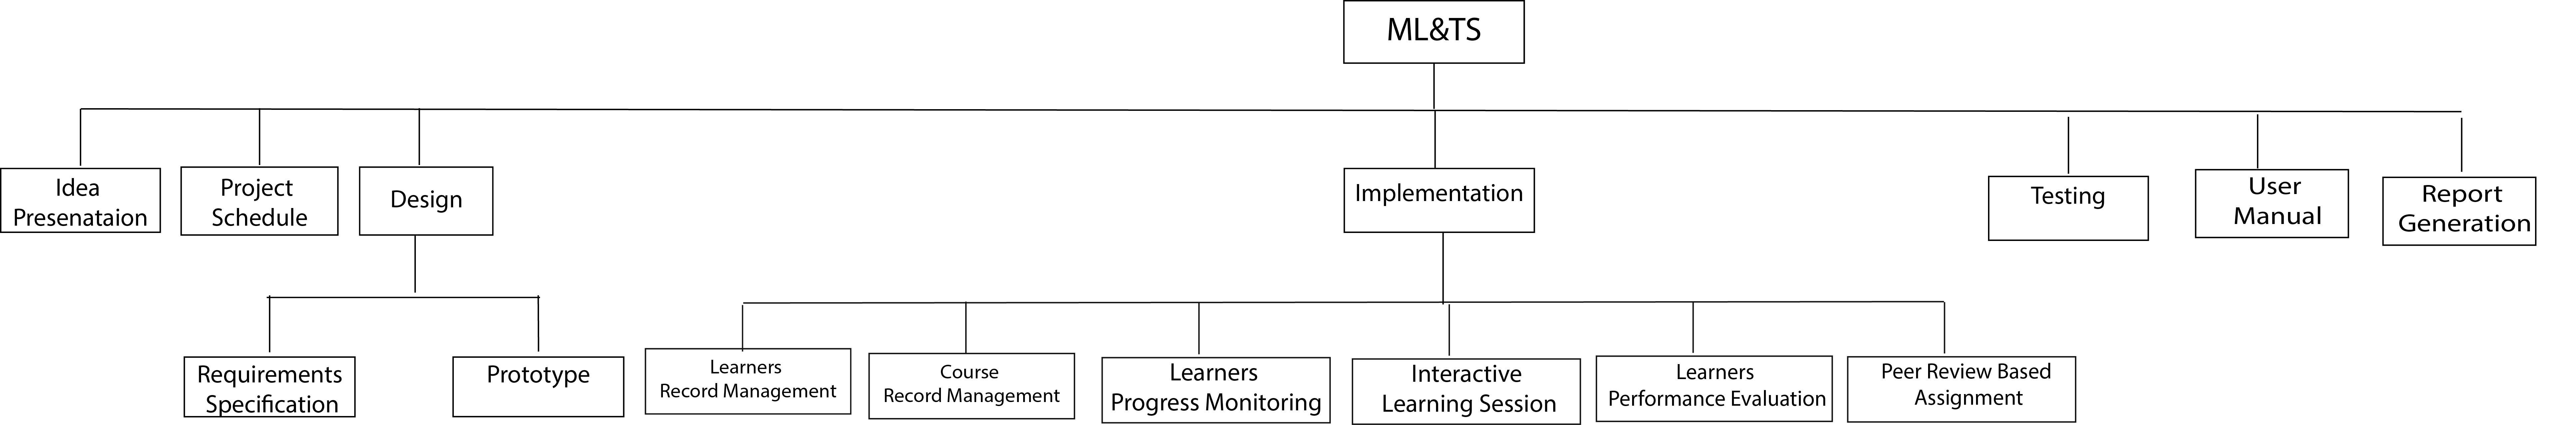 ML&TS
Idea
Presenataion
Project
Schedule
Design
Implementation
Testing
User
Manual
Report
Generation
Requirements
Specification
Prototype
Learners
Record Management
Course
Record Management
Learners
Progress Monitoring
Interactive
Learning Session
Learners
Performance Evaluation
Peer Review Based
Assignment